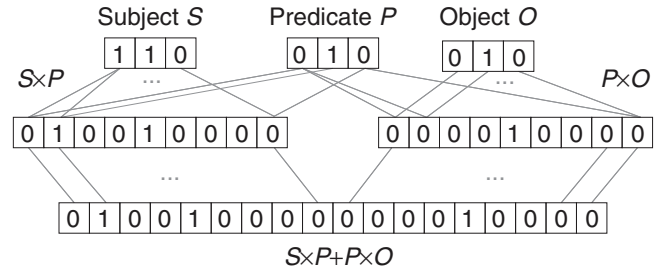 Subject S Predicate P Object O
1 1 0 0 1 0 0 1 0
S×P ... ... P×O
0 1 0 0 1 0 0 0 0 0 0 0 0 1 0 0 0 0
... ...
0 1 0 0 1 0 0 0 0 0 0 0 0 1 0 0 0 0
S×P+P×O